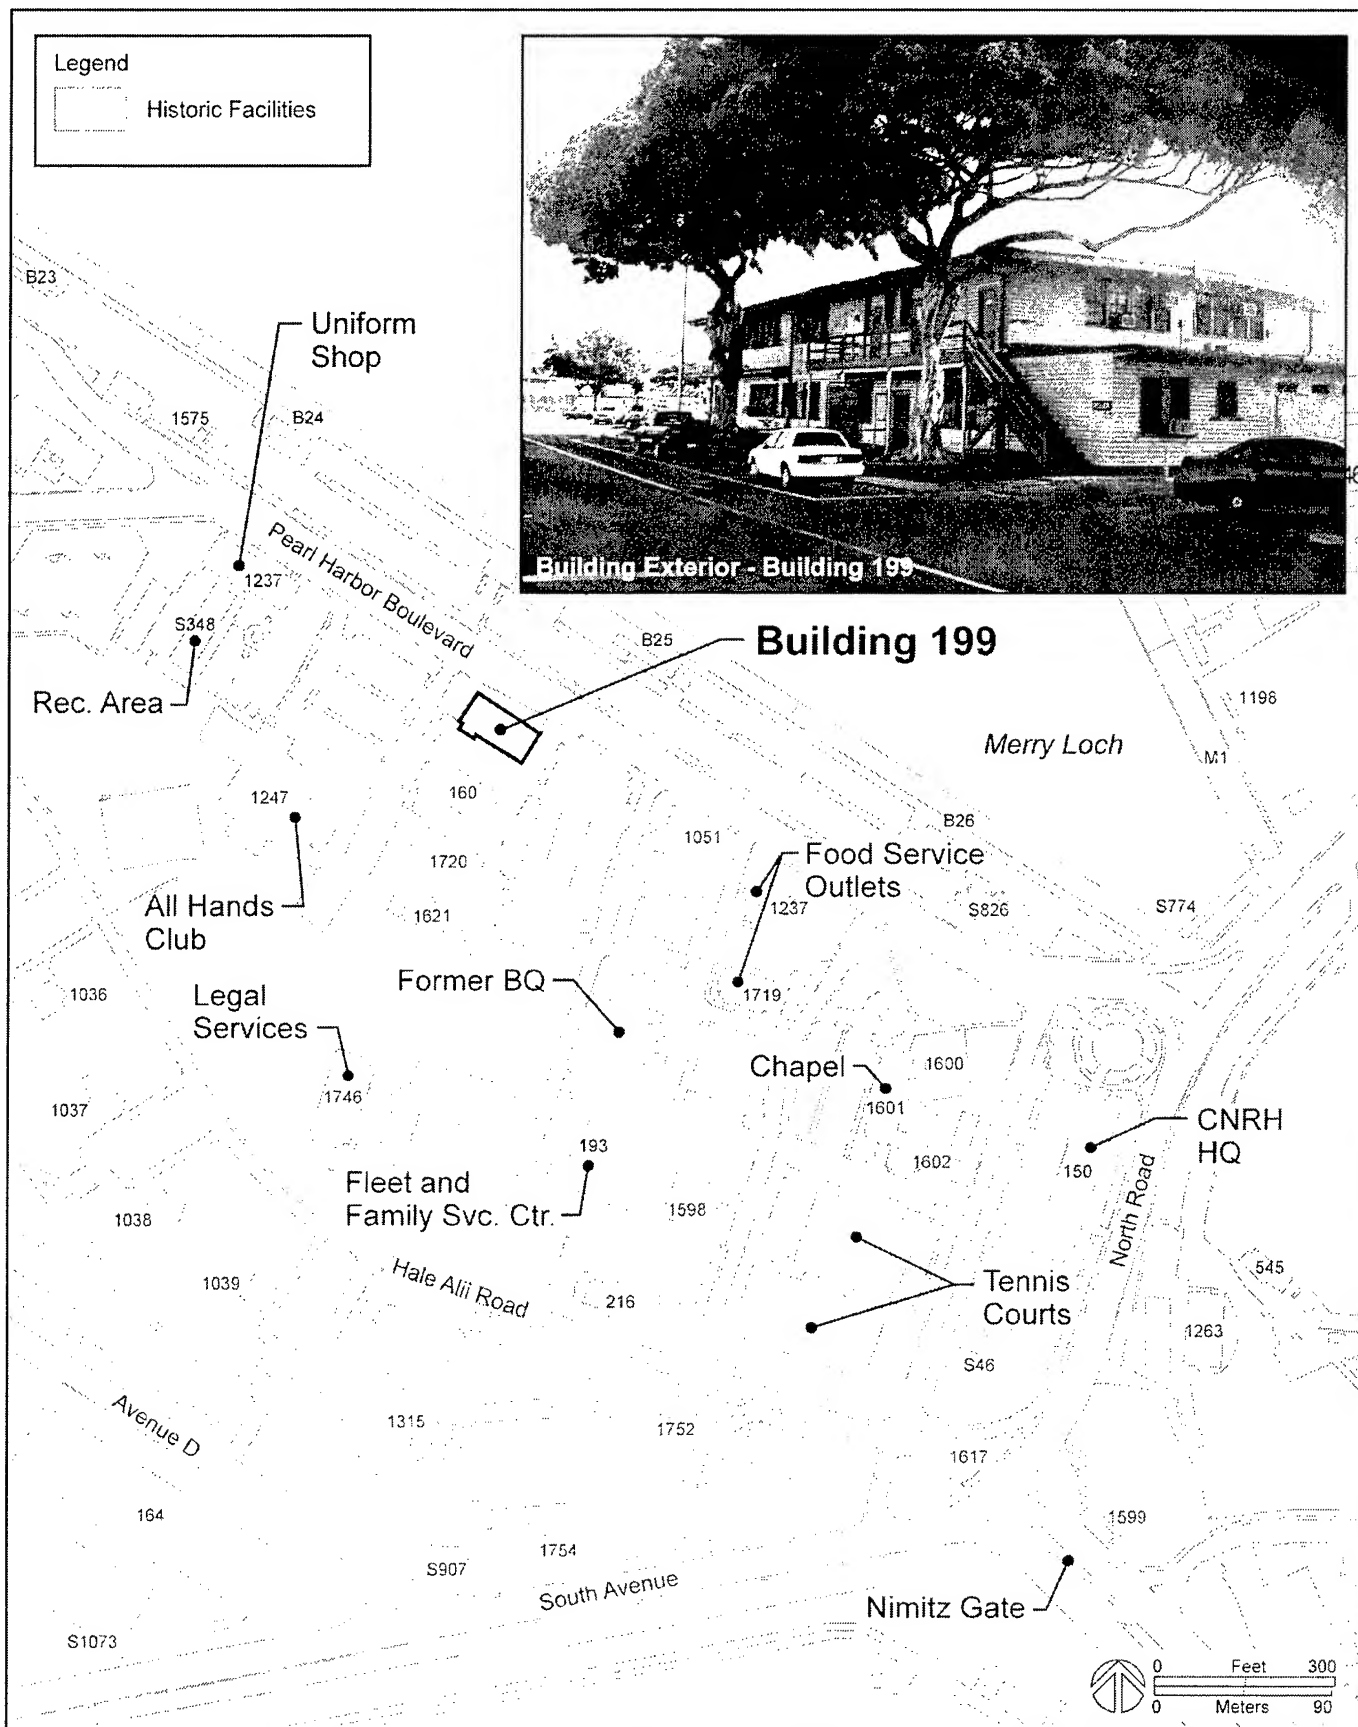 Legend
Historic Facilities
B23
Uniform
Shop
1575
B24
Building Exterior - Building 199
Pearl Harbor Boulevard
1237
S348
Rec. Area
B25
Building 199
1198
Merry Loch
M1
160
1247
B26
1051
1720
Food Service
Outlets
All Hands
Club
1621
1237
S826
S774
1036
Former BQ
1719
Legal
Services
1600
Chapel
1746
1601
1037
CNRH
HQ
193
1602
150
Fleet and
Family Svc. Ctr.
1598
North Road
1038
1039
Hale Alii Road
216
Tennis
Courts
545
1263
S46
Avenue D
1315
1752
1617
164
1599
1754
S907
South Avenue
Nimitz Gate
S1073
0 Feet 300
0 Meters 90